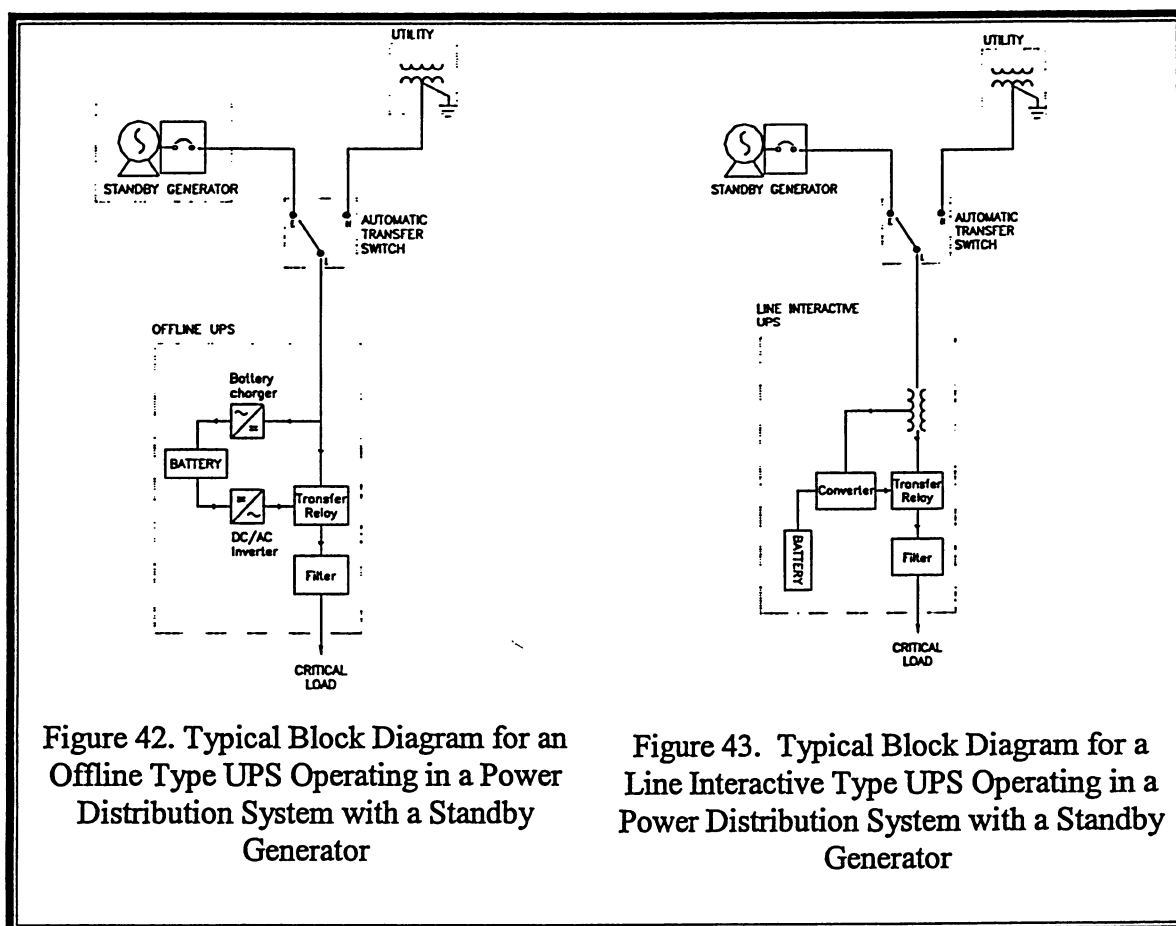 UTILITY
STANDBY GENERATOR
E
N
L
AUTOMATIC
TRANSFER
SWITCH
OFFLINE UPS
Battery
charger
BATTERY
DC/AC
Inverter
Transfer
Relay
Filter
CRITICAL
LOAD
Figure 42. Typical Block Diagram for an
Offline Type UPS Operating in a Power
Distribution System with a Standby
Generator
UTILITY
STANDBY GENERATOR
E
N
L
AUTOMATIC
TRANSFER
SWITCH
LINE INTERACTIVE
UPS
Converter
Transfer
Relay
BATTERY
Filter
CRITICAL
LOAD
Figure 43. Typical Block Diagram for a
Line Interactive Type UPS Operating in a
Power Distribution System with a Standby
Generator